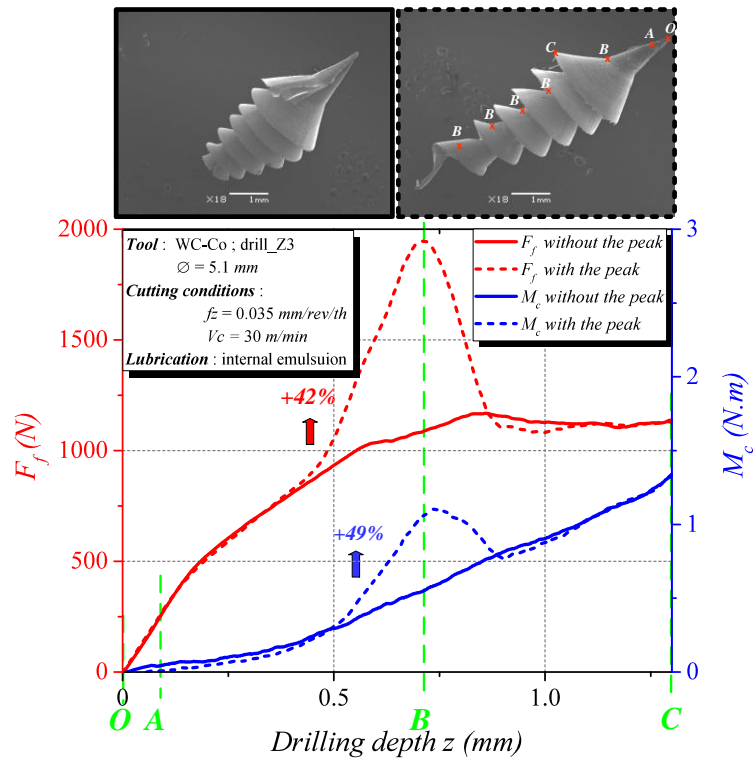 ×18 1mm
C B A O
B
B
B
B
×18 1mm
Tool : WC-Co ; drill_Z3
∅ = 5.1 mm
Cutting conditions :
fz = 0.035 mm/rev/th
Vc = 30 m/min
Lubrication : internal emulsuion
F_f without the peak
F_f with the peak
M_c without the peak
M_c with the peak
2000
1500
1000
500
0
F_f (N)
+42%
+49%
3
2
1
0
M_c (N.m)
0 0.5 1.0
O A B C
Drilling depth z (mm)